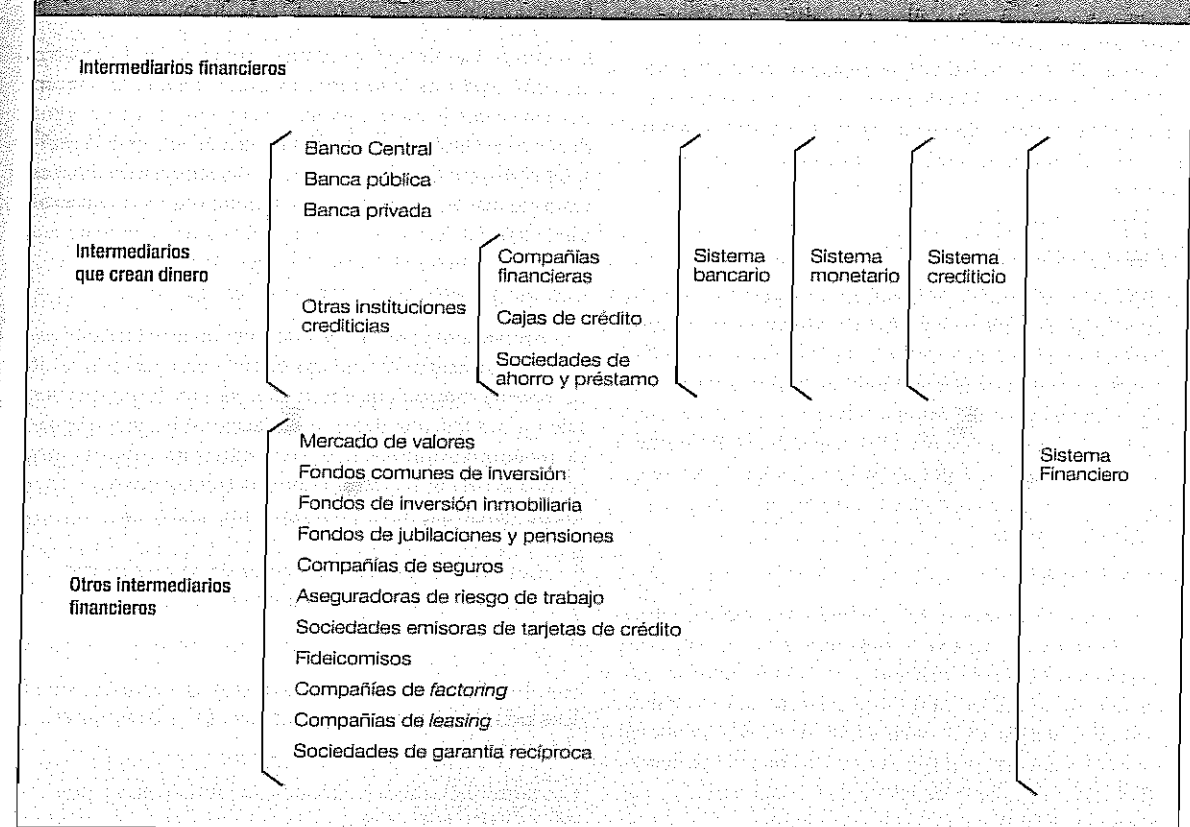 Intermediarios financieros
Intermediarios
que crean dinero
Banco Central
Banca pública
Banca privada
Otras instituciones
crediticias
Compañías
financieras
Cajas de crédito
Sociedades de
ahorro y préstamo
Sistema
bancario
Sistema
monetario
Sistema
crediticio
Otros intermediarios
financieros
Mercado de valores
Fondos comunes de inversión
Fondos de inversión inmobiliaria
Fondos de jubilaciones y pensiones
Compañías de seguros
Aseguradoras de riesgo de trabajo
Sociedades emisoras de tarjetas de crédito
Fideicomisos
Compañías de factoring
Compañías de leasing
Sociedades de garantía recíproca
Sistema
Financiero